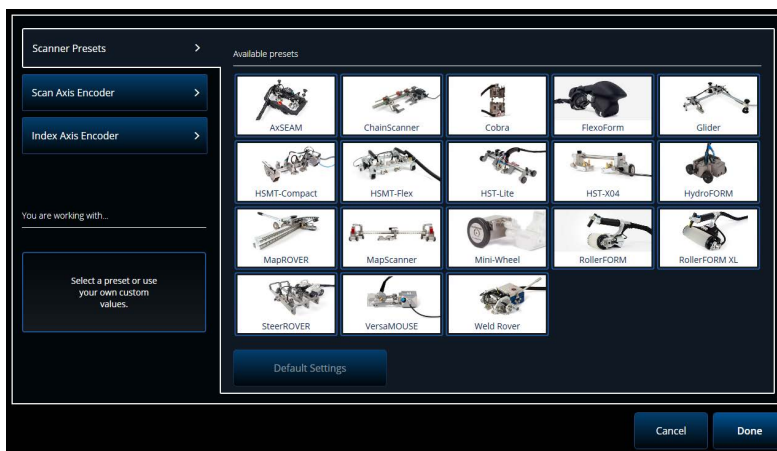 Scanner Presets
Available presets
Scan Axis Encoder
Index Axis Encoder
AxSEAM
ChainScanner
Cobra
FlexoForm
Glider
HSMT-Compact
HSMT-Flex
HST-Lite
HST-X04
HydroFORM
You are working with...
MapROVER
MapScanner
Mini-Wheel
RollerFORM
RollerFORM XL
Select a preset or use
your own custom
values.
SteerROVER
VersaMOUSE
Weld Rover
Default Settings
Cancel
Done